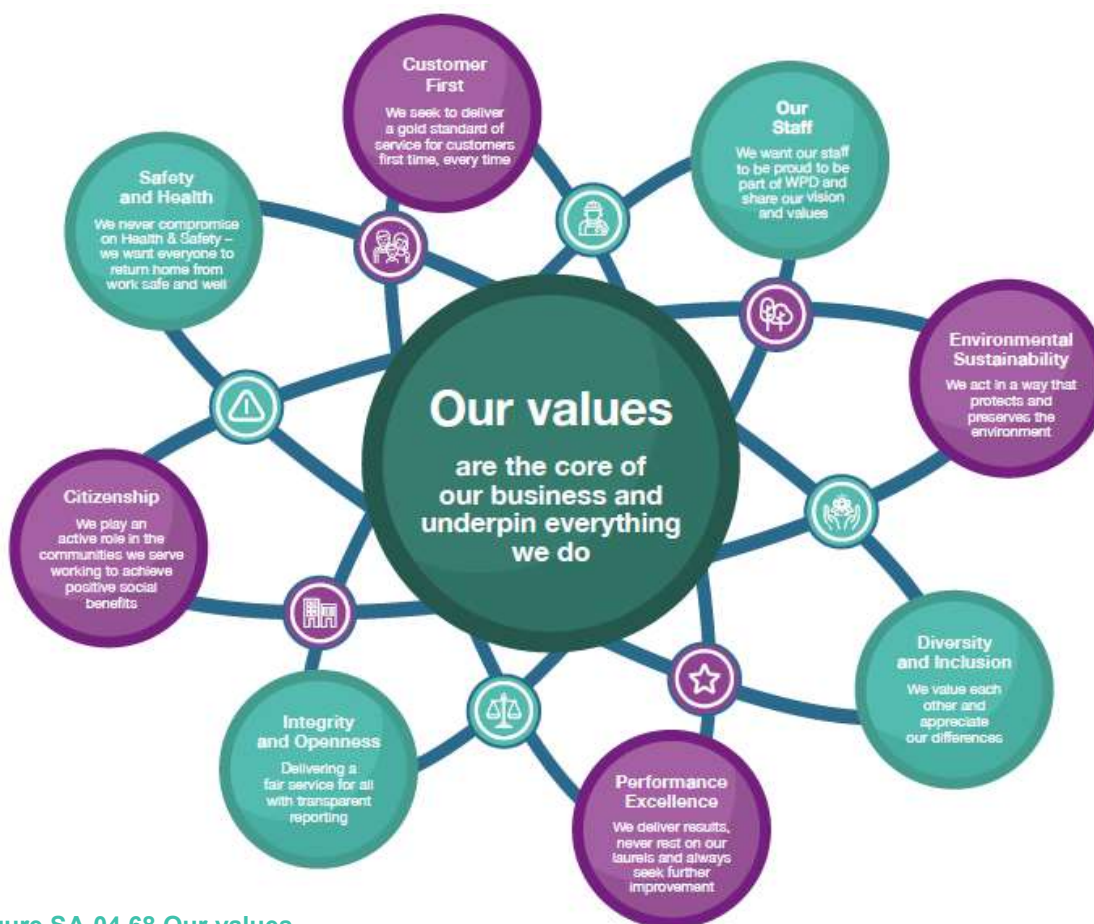 Customer
First
We seek to deliver
a gold standard of
service for customers
first time, every time
Our
Staff
We want our staff
to be proud to be
part of WPD and
share our vision
and values
Safety
and Health
We never compromise
on Health & Safety –
we want everyone to
return home from
work safe and well
Environmental
Sustainability
We act in a way that
protects and
preserves the
environment
Our values
are the core of
our business and
underpin everything
we do
Citizenship
We play an
active role in the
communities we serve
working to achieve
positive social
benefits
Diversity
and Inclusion
We value each
other and
appreciate
our differences
Integrity
and Openness
Delivering a
fair service for all
with transparent
reporting
Performance
Excellence
We deliver results,
never rest on our
laurels and always
seek further
improvement
gure SA-04.68 Our values